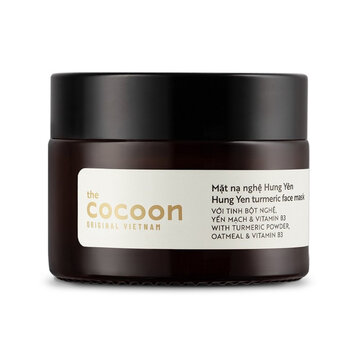 the
cocoon
ORIGINAL VIETNAM
Mặt nạ nghệ Hưng Yên
Hung Yen turmeric face mask
VỚI TINH BỘT NGHỆ,
YẾN MẠCH & VITAMIN B3
WITH TURMERIC POWDER,
OATMEAL & VITAMIN B3